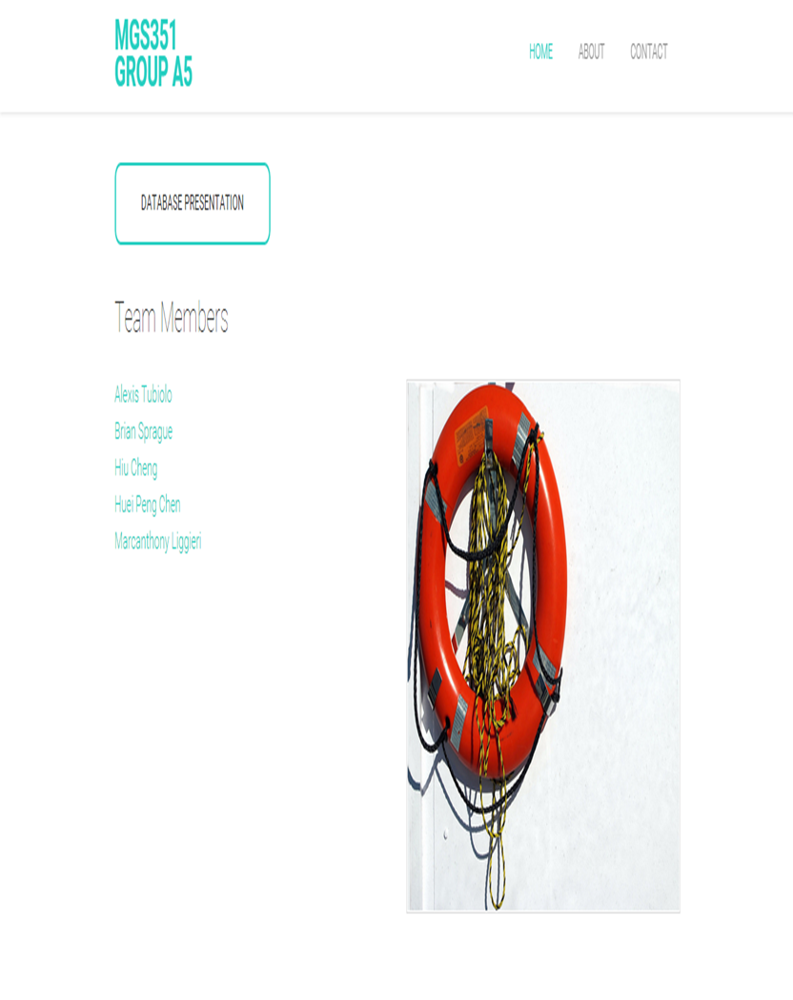 MGS351
GROUP A5
HOME ABOUT CONTACT
DATABASE PRESENTATION
Team Members
Alexis Tubiolo
Brian Sprague
Hiu Cheng
Huei Peng Chen
Marcanthony Liggieri